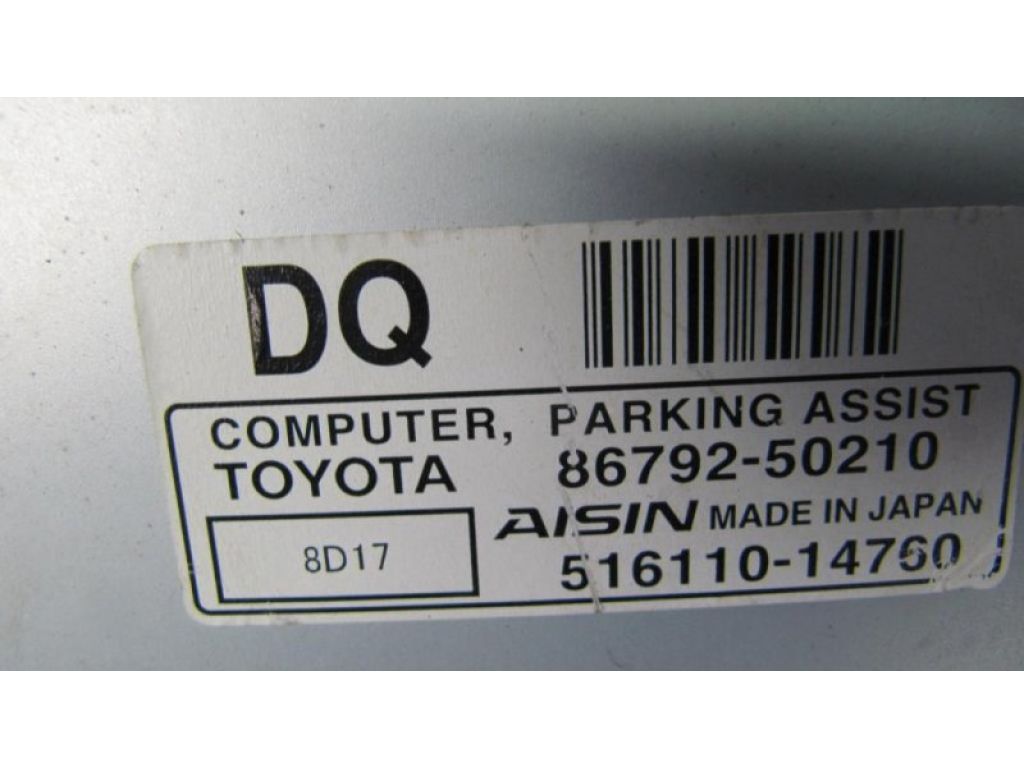 DQ
COMPUTER, PARKING ASSIST
TOYOTA 86792-50210
AISIN MADE IN JAPAN
8D17 516110-14760